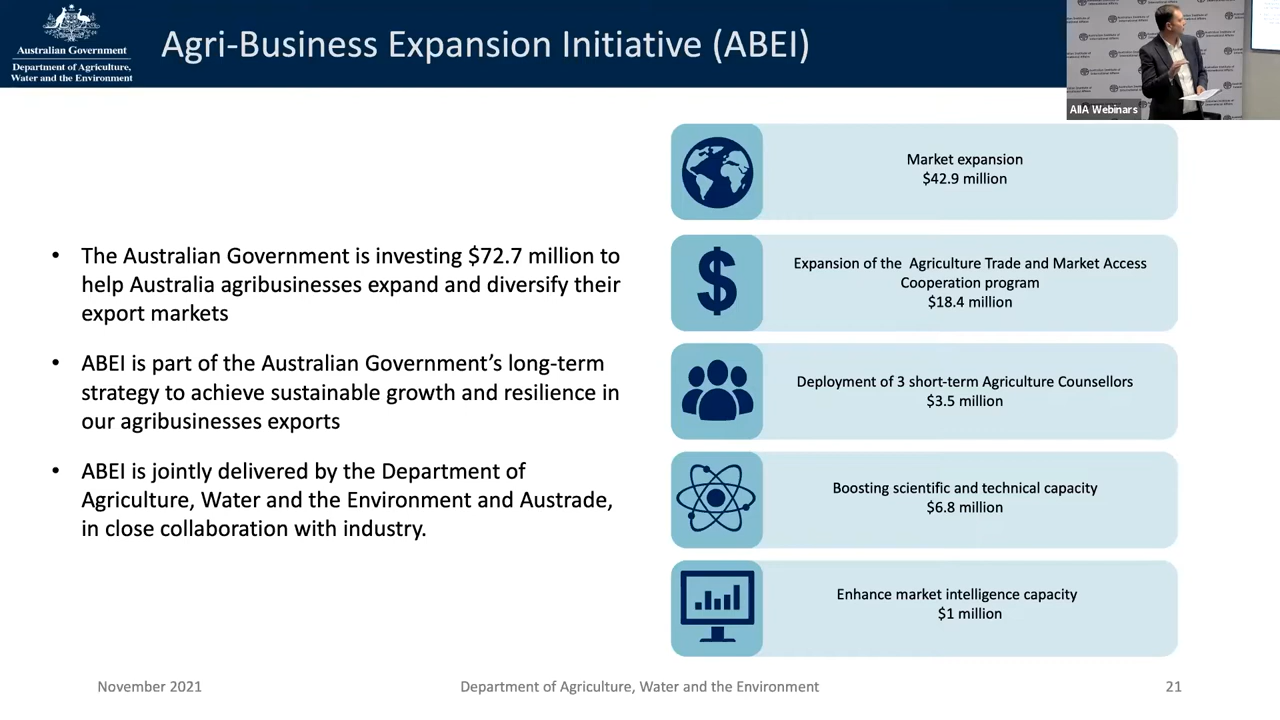 Australian Government
Department of Agriculture,
Water and the Environment
Agri-Business Expansion Initiative (ABEI)
AIIA Webinars
• The Australian Government is investing $72.7 million to
help Australia agribusinesses expand and diversify their
export markets
• ABEI is part of the Australian Government’s long-term
strategy to achieve sustainable growth and resilience in
our agribusinesses exports
• ABEI is jointly delivered by the Department of
Agriculture, Water and the Environment and Austrade,
in close collaboration with industry.
Market expansion
$42.9 million
Expansion of the Agriculture Trade and Market Access
Cooperation program
$18.4 million
Deployment of 3 short-term Agriculture Counsellors
$3.5 million
Boosting scientific and technical capacity
$6.8 million
Enhance market intelligence capacity
$1 million
November 2021
Department of Agriculture, Water and the Environment
21